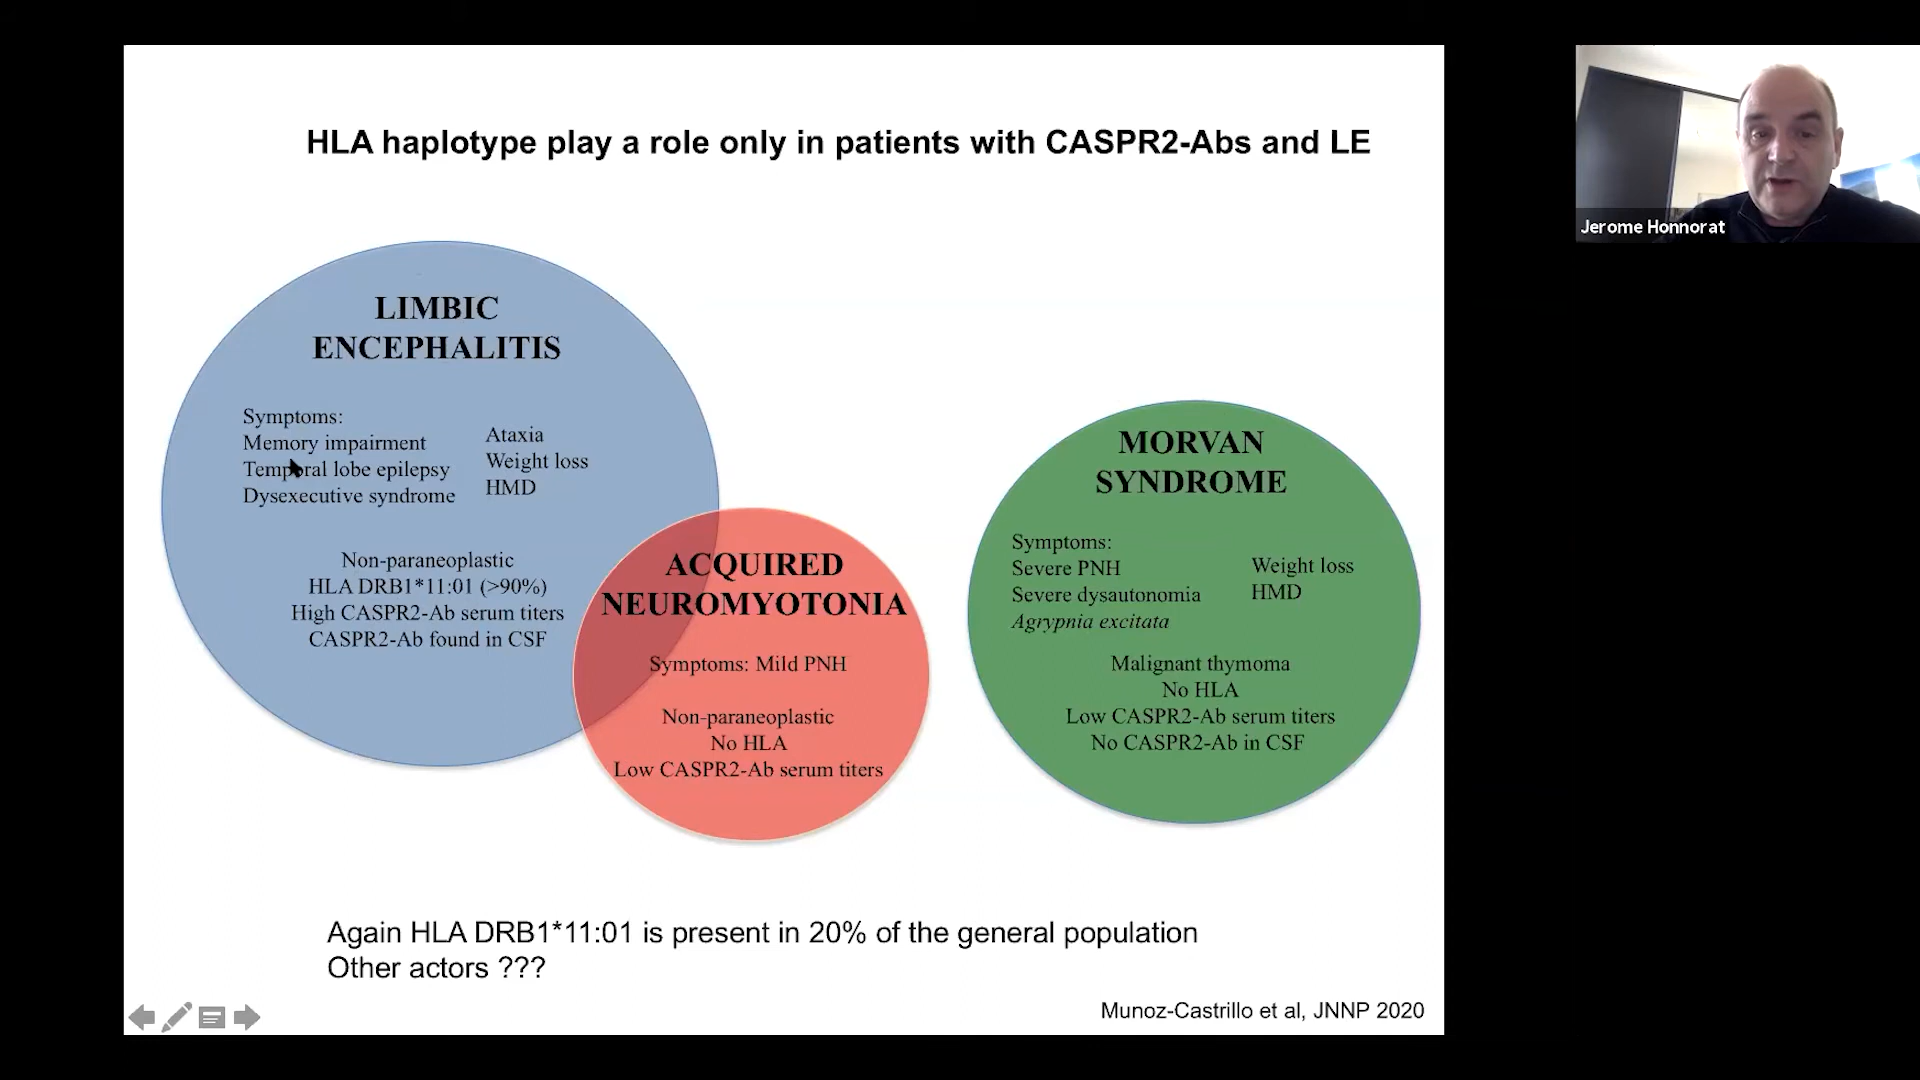 HLA haplotype play a role only in patients with CASPR2-Abs and LE
Jerome Honnorat
LIMBIC
ENCEPHALITIS
Symptoms:
Memory impairment
Temporal lobe epilepsy
Dysexecutive syndrome
Ataxia
Weight loss
HMD
Non-paraneoplastic
HLA DRB1*11:01 (>90%)
High CASPR2-Ab serum titers
CASPR2-Ab found in CSF
ACQUIRED
NEUROMYOTONIA
Symptoms: Mild PNH
Non-paraneoplastic
No HLA
Low CASPR2-Ab serum titers
MORVAN
SYNDROME
Symptoms:
Severe PNH
Severe dysautonomia
Agrypnia excitata
Weight loss
HMD
Malignant thymoma
No HLA
Low CASPR2-Ab serum titers
No CASPR2-Ab in CSF
Again HLA DRB1*11:01 is present in 20% of the general population
Other actors ???
Munoz-Castrillo et al, JNNP 2020